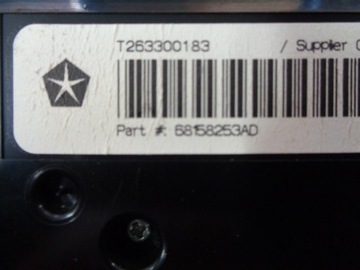 T263300183 / Supplier
Part #: 68158253AD